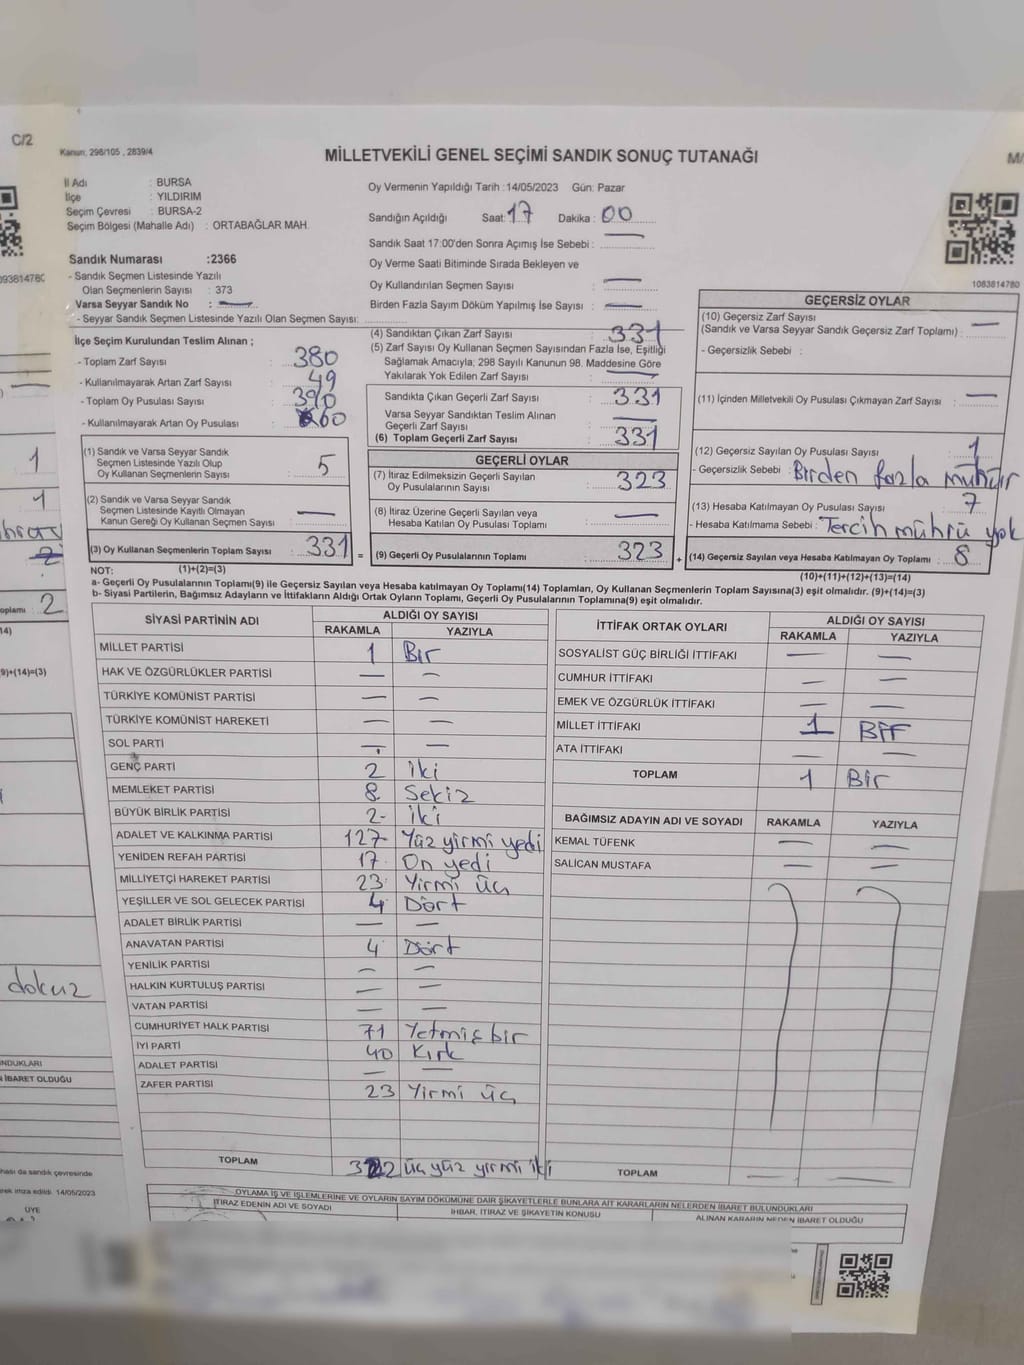 C/2
Kanun: 298/105 , 2839/4
MİLLETVEKİLİ GENEL SEÇİMİ SANDIK SONUÇ TUTANAĞI
İl Adı : BURSA
İlçe : YILDIRIM
Seçim Çevresi : BURSA-2
Seçim Bölgesi (Mahalle Adı) : ORTABAĞLAR MAH.
Oy Vermenin Yapıldığı Tarih :14/05/2023 Gün: Pazar
Sandığın Açıldığı Saat: 17 Dakika : 00
Sandık Saat 17:00'den Sonra Açımış İse Sebebi :
Oy Verme Saati Bitiminde Sırada Bekleyen ve
Oy Kullandırılan Seçmen Sayısı : —
Birden Fazla Sayım Döküm Yapılmış İse Sayısı : —
Sandık Numarası :2366
- Sandık Seçmen Listesinde Yazılı
Olan Seçmenlerin Sayısı : 373
Varsa Seyyar Sandık No : —
- Seyyar Sandık Seçmen Listesinde Yazılı Olan Seçmen Sayısı:
1083814780
İlçe Seçim Kurulundan Teslim Alınan ;
- Toplam Zarf Sayısı : 380
- Kullanılmayarak Artan Zarf Sayısı : 49
- Toplam Oy Pusulası Sayısı : 390
- Kullanılmayarak Artan Oy Pusulası : 60
(1) Sandık ve Varsa Seyyar Sandık
Seçmen Listesinde Yazılı Olup
Oy Kullanan Seçmenlerin Sayısı : 5
(2) Sandık ve Varsa Seyyar Sandık
Seçmen Listesinde Kayıtlı Olmayan
Kanun Gereği Oy Kullanan Seçmen Sayısı : —
(3) Oy Kullanan Seçmenlerin Toplam Sayısı : 331
(1)+(2)=(3)
(4) Sandıktan Çıkan Zarf Sayısı : 331
(5) Zarf Sayısı Oy Kullanan Seçmen Sayısından Fazla İse, Eşitliği
Sağlamak Amacıyla; 298 Sayılı Kanunun 98. Maddesine Göre
Yakılarak Yok Edilen Zarf Sayısı : —
Sandıkta Çıkan Geçerli Zarf Sayısı : 331
Varsa Seyyar Sandıktan Teslim Alınan
Geçerli Zarf Sayısı : —
(6) Toplam Geçerli Zarf Sayısı : 331
GEÇERLİ OYLAR
(7) İtiraz Edilmeksizin Geçerli Sayılan
Oy Pusulalarının Sayısı : 323
(8) İtiraz Üzerine Geçerli Sayılan veya
Hesaba Katılan Oy Pusulası Toplamı : —
= (9) Geçerli Oy Pusulalarının Toplamı : 323 +
GEÇERSİZ OYLAR
(10) Geçersiz Zarf Sayısı
(Sandık ve Varsa Seyyar Sandık Geçersiz Zarf Toplamı) : —
- Geçersizlik Sebebi :
(11) İçinden Milletvekili Oy Pusulası Çıkmayan Zarf Sayısı : —
(12) Geçersiz Sayılan Oy Pusulası Sayısı : 1
- Geçersizlik Sebebi : Birden fazla mühür
(13) Hesaba Katılmayan Oy Pusulası Sayısı : 7
- Hesaba Katılmama Sebebi : Tercih mührü yok
(14) Geçersiz Sayılan veya Hesaba Katılmayan Oy Toplamı : 8
(10)+(11)+(12)+(13)=(14)
NOT:
a- Geçerli Oy Pusulalarının Toplamı(9) ile Geçersiz Sayılan veya Hesaba katılmayan Oy Toplamı(14) Toplamları, Oy Kullanan Seçmenlerin Toplam Sayısına(3) eşit olmalıdır. (9)+(14)=(3)
b- Siyasi Partilerin, Bağımsız Adayların ve İttifakların Aldığı Ortak Oyların Toplamı, Geçerli Oy Pusulalarının Toplamına(9) eşit olmalıdır.
SİYASİ PARTİNİN ADI ALDIĞI OY SAYISI
RAKAMLA YAZIYLA
MİLLET PARTİSİ 1 Bir
HAK VE ÖZGÜRLÜKLER PARTİSİ — —
TÜRKİYE KOMÜNİST PARTİSİ — —
TÜRKİYE KOMÜNİST HAREKETİ — —
SOL PARTİ — —
GENÇ PARTİ 2 iki
MEMLEKET PARTİSİ 8 Sekiz
BÜYÜK BİRLİK PARTİSİ 2 iki
ADALET VE KALKINMA PARTİSİ 127 Yüz yirmi yedi
YENİDEN REFAH PARTİSİ 17 On yedi
MİLLİYETÇİ HAREKET PARTİSİ 23 Yirmi üç
YEŞİLLER VE SOL GELECEK PARTİSİ 4 Dört
ADALET BİRLİK PARTİSİ — —
ANAVATAN PARTİSİ 4 Dört
YENİLİK PARTİSİ — —
HALKIN KURTULUŞ PARTİSİ — —
VATAN PARTİSİ — —
CUMHURİYET HALK PARTİSİ 71 Yetmiş bir
İYİ PARTİ 40 Kırk
ADALET PARTİSİ — —
ZAFER PARTİSİ 23 Yirmi üç
TOPLAM 322 üç yüz yirmi iki
İTTİFAK ORTAK OYLARI ALDIĞI OY SAYISI
RAKAMLA YAZIYLA
SOSYALİST GÜÇ BİRLİĞİ İTTİFAKI — —
CUMHUR İTTİFAKI — —
EMEK VE ÖZGÜRLÜK İTTİFAKI — —
MİLLET İTTİFAKI 1 Bir
ATA İTTİFAKI — —
TOPLAM 1 Bir
BAĞIMSIZ ADAYIN ADI VE SOYADI RAKAMLA YAZIYLA
KEMAL TÜFENK — —
SALİCAN MUSTAFA — —
TOPLAM — —
OYLAMA İŞ VE İŞLEMLERİNE VE OYLARIN SAYIM DÖKÜMÜNE DAİR ŞİKAYETLERLE BUNLARA AİT KARARLARIN NELERDEN İBARET BULUNDUKLARI
İTİRAZ EDENİN ADI VE SOYADI İHBAR, İTİRAZ VE ŞİKAYETİN KONUSU ALINAN KARARIN NEDEN İBARET OLDUĞU
1
1
2
2
9)+(14)=(3)
dokuz
İBARET OLDUĞU
14/05/2023
ÜYE